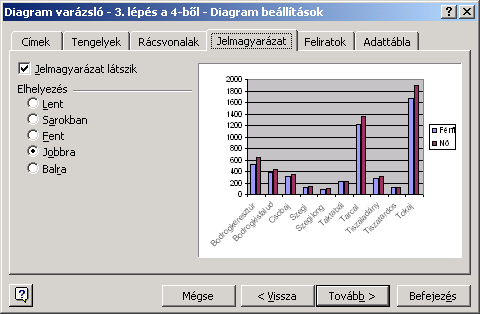 Diagram varázsló - 3. lépés a 4-ből - Diagram beállítások
Címek
Tengelyek
Rácsvonalak
Jelmagyarázat
Feliratok
Adattábla
Jelmagyarázat látszik
Elhelyezés
Lent
Sarokban
Fent
Jobbra
Balra
2000
1800
1600
1400
1200
1000
800
600
400
200
0
Bodrogkeresztúr
Bodrogkisfalud
Csobaj
Szegi
Szegilong
Taktabáj
Tarcal
Tiszaladány
Tiszatardos
Tokaj
Férfi
Nő
Mégse
< Vissza
Tovább >
Befejezés